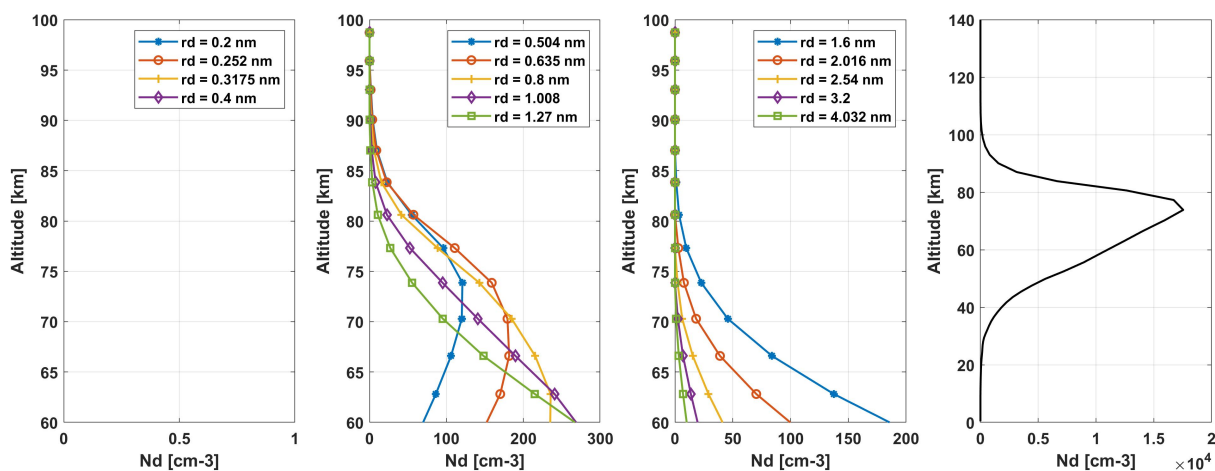 100
95
90
85
80
75
70
65
60
Altitude [km]
0
0.5
1
Nd [cm-3]
rd = 0.2 nm
rd = 0.252 nm
rd = 0.3175 nm
rd = 0.4 nm
100
95
90
85
80
75
70
65
60
Altitude [km]
0
100
200
300
Nd [cm-3]
rd = 0.504 nm
rd = 0.635 nm
rd = 0.8 nm
rd = 1.008
rd = 1.27 nm
100
95
90
85
80
75
70
65
60
Altitude [km]
0
50
100
150
200
Nd [cm-3]
rd = 1.6 nm
rd = 2.016 nm
rd = 2.54 nm
rd = 3.2
rd = 4.032 nm
140
120
100
80
60
40
20
0
Altitude [km]
0
0.5
1
1.5
2
Nd [cm-3]
×10⁴